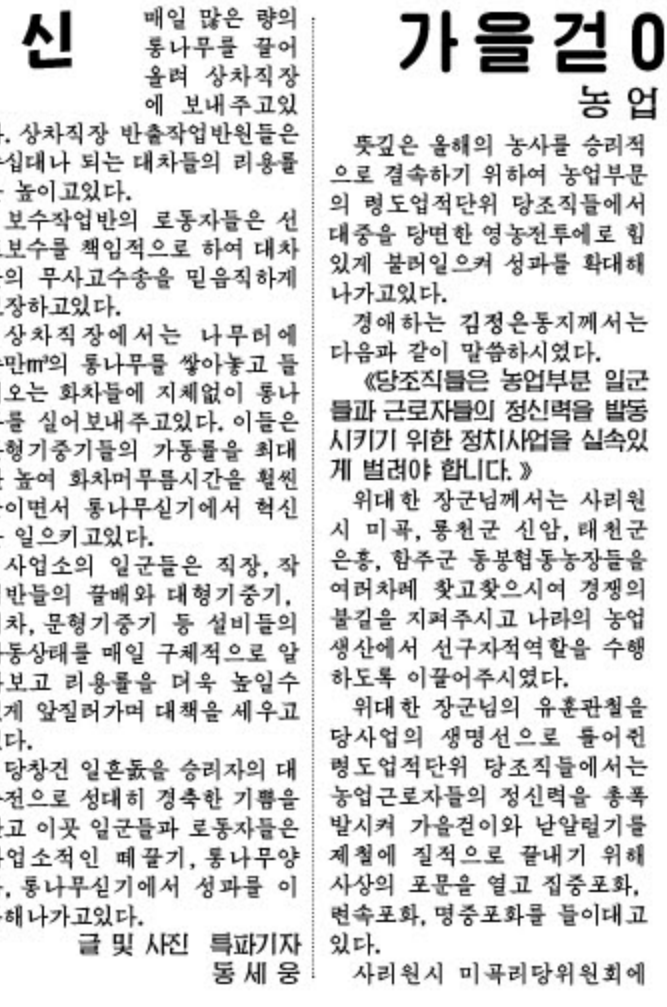 신
매일 많은 량의
통나무를 끌어
올려 상차직장
에 보내주고있
다. 상차직장 반출작업반원들은
십대나 되는 대차들의 리용률
높이고있다.
보수작업반의 로동자들은 선
보수를 책임적으로 하여 대차
의 무사고수송을 믿음직하게
장하고있다.
상차직장에서는 나무터에
만m³의 통나무를 쌓아놓고 들
오는 화차들에 지체없이 통나
를 실어보내주고있다. 이들은
형기중기들의 가동률을 최대
높여 화차머무름시간을 훨씬
이면서 통나무싣기에서 혁신
일으키고있다.
사업소의 일군들은 직장, 작
반들의 끌배와 대형기중기,
차, 문형기중기 등 설비들의
동상태를 매일 구체적으로 알
보고 리용률을 더욱 높일수
게 앞질러가며 대책을 세우고
다.
당창건 일흔돐을 승리자의 대
전으로 성대히 경축한 기쁨을
고 이곳 일군들과 로동자들은
업소적인 떼끌기, 통나무양
, 통나무싣기에서 성과를 이
해나가고있다.
글 및 사진 특파기자
동세웅
가을걷
농업
뜻깊은 올해의 농사를 승리적
으로 결속하기 위하여 농업부문
의 령도업적단위 당조직들에서
대중을 당면한 영농전투에로 힘
있게 불러일으켜 성과를 확대해
나가고있다.
경애하는 김정은동지께서는
다음과 같이 말씀하시였다.
《당조직들은 농업부문 일군
들과 근로자들의 정신력을 발동
시키기 위한 정치사업을 실속있
게 벌려야 합니다.》
위대한 장군님께서는 사리원
시 미곡, 룡천군 신암, 태천군
은흥, 함주군 동봉협동농장들을
여러차례 찾고찾으시여 경쟁의
불길을 지펴주시고 나라의 농업
생산에서 선구자적역할을 수행
하도록 이끌어주시였다.
위대한 장군님의 유훈관철을
당사업의 생명선으로 틀어쥔
령도업적단위 당조직들에서는
농업근로자들의 정신력을 총폭
발시켜 가을걷이와 낟알털기를
제철에 질적으로 끝내기 위해
사상의 포문을 열고 집중포화,
련속포화, 명중포화를 들이대고
있다.
사리원시 미곡리당위원회에